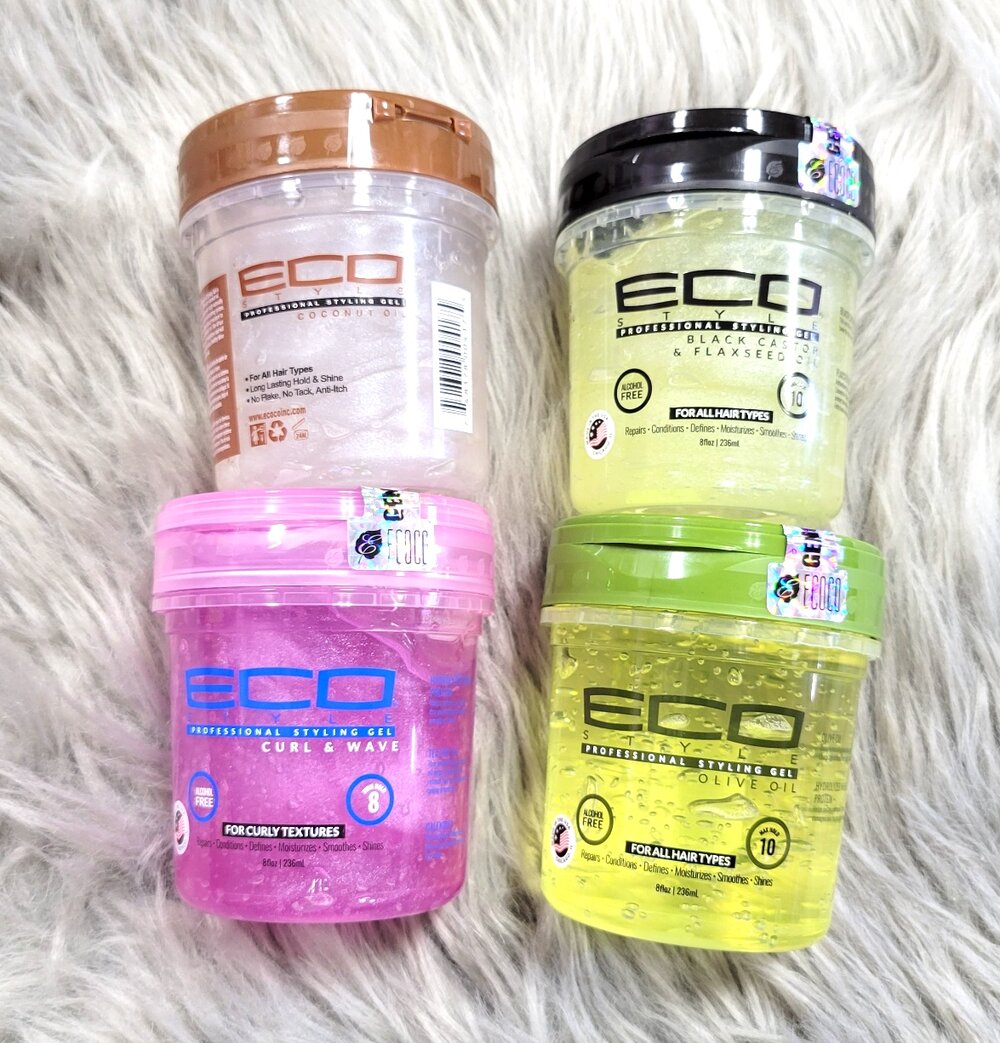 ECO
STYLE
PROFESSIONAL STYLING GEL
COCONUT OIL
• For All Hair Types
• Long Lasting Hold & Shine
• No Flake, No Tack, Anti-Itch
www.ecocoinc.com
24M
ECOCO
ECO
STYLE
PROFESSIONAL STYLING GEL
BLACK CASTOR
& FLAXSEED OIL
ALCOHOL
FREE
10
FOR ALL HAIR TYPES
Repairs • Conditions • Defines • Moisturizes • Smoothes • Shines
8floz | 236mL
GEN
ECOCO
ECO
STYLE
PROFESSIONAL STYLING GEL
CURL & WAVE
ALCOHOL
FREE
8
FOR CURLY TEXTURES
Repairs • Conditions • Defines • Moisturizes • Smoothes • Shines
8floz | 236mL
GEN
ECOCO
ECO
STYLE
PROFESSIONAL STYLING GEL
OLIVE OIL
ALCOHOL
FREE
MAX HOLD
10
FOR ALL HAIR TYPES
Repairs • Conditions • Defines • Moisturizes • Smoothes • Shines
8floz | 236mL